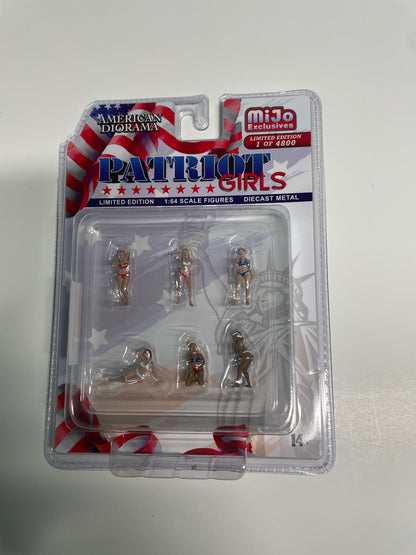 AMERICAN
DIORAMA
MiJo
Exclusives
LIMITED EDITION
1 OF 4800
PATRIOT
GIRLS
LIMITED EDITION 1:64 SCALE FIGURES DIECAST METAL